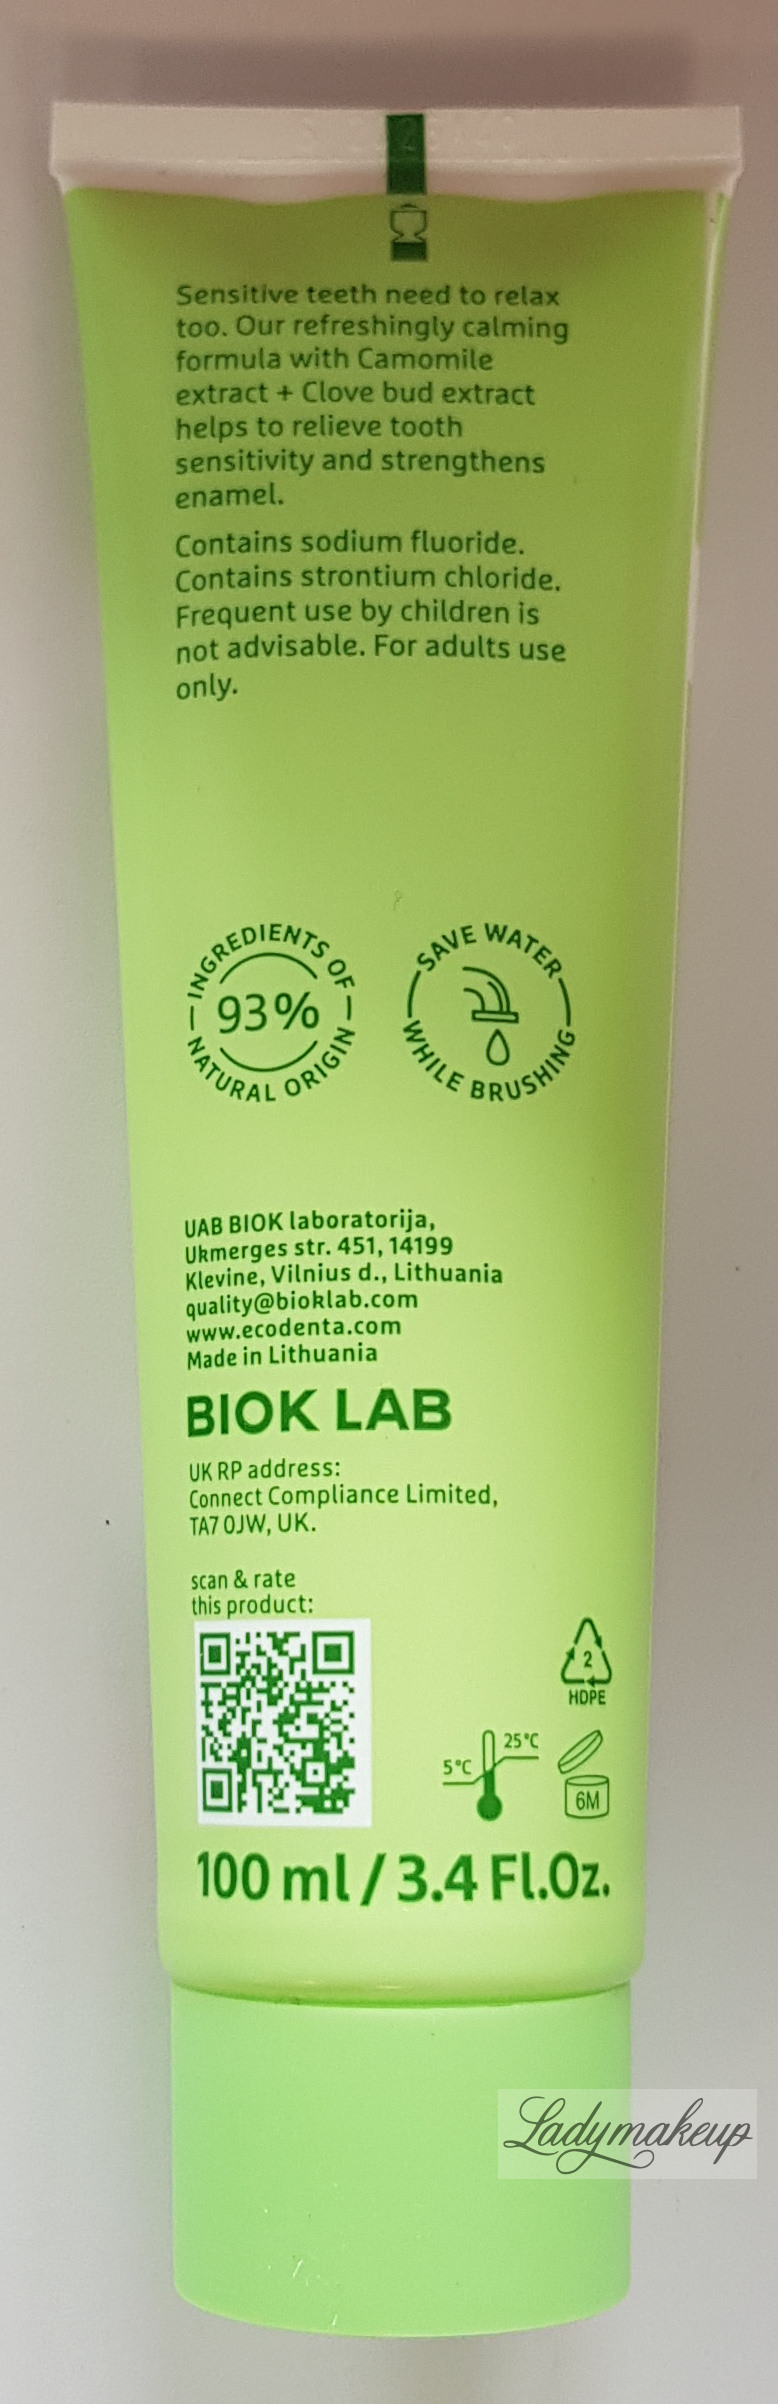 Sensitive teeth need to relax
too. Our refreshingly calming
formula with Camomile
extract + Clove bud extract
helps to relieve tooth
sensitivity and strengthens
enamel.
Contains sodium fluoride.
Contains strontium chloride.
Frequent use by children is
not advisable. For adults use
only.
INGREDIENTS OF
93%
NATURAL ORIGIN
SAVE WATER
WHILE BRUSHING
UAB BIOK laboratorija,
Ukmerges str. 451, 14199
Klevine, Vilnius d., Lithuania
quality@bioklab.com
www.ecodenta.com
Made in Lithuania
BIOK LAB
UK RP address:
Connect Compliance Limited,
TA7 0JW, UK.
scan & rate
this product:
2
HDPE
25°C
5°C
6M
100 ml / 3.4 Fl.Oz.
Ladymakeup